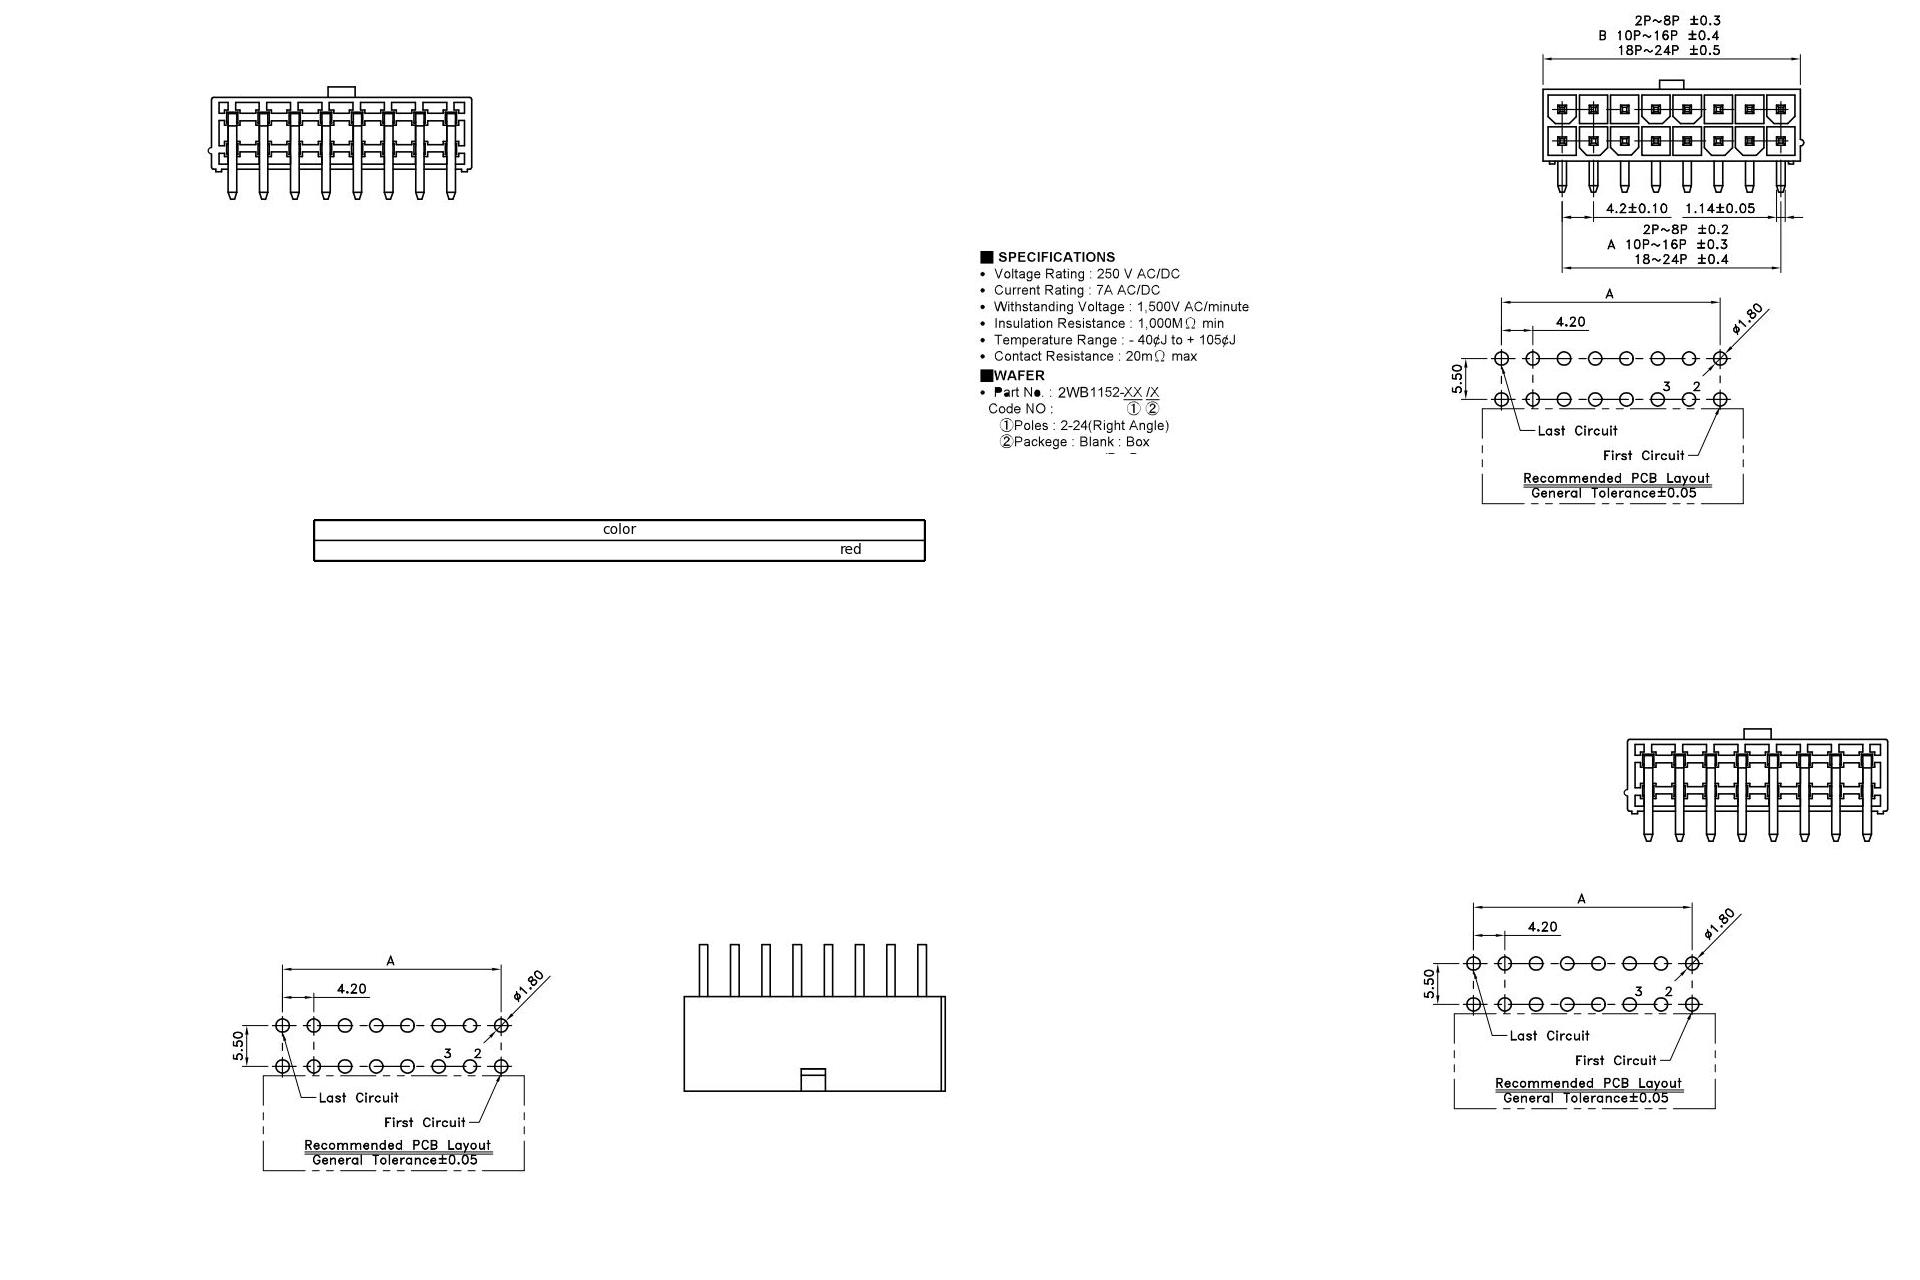 2P~8P ±0.3
B 10P~16P ±0.4
18P~24P ±0.5
4.2±0.10 1.14±0.05
2P~8P ±0.2
A 10P~16P ±0.3
18~24P ±0.4
■ SPECIFICATIONS
• Voltage Rating : 250 V AC/DC
• Current Rating : 7A AC/DC
• Withstanding Voltage : 1,500V AC/minute
• Insulation Resistance : 1,000MΩ min
• Temperature Range : - 40¢J to + 105¢J
• Contact Resistance : 20mΩ max
■WAFER
• Part No. : 2WB1152-XX /X
Code NO : ① ②
①Poles : 2-24(Right Angle)
②Packege : Blank : Box
A
4.20
ø1.80
5.50
3 2
Last Circuit
First Circuit
Recommended PCB Layout
General Tolerance±0.05
color
red
A
4.20
ø1.80
5.50
3 2
Last Circuit
First Circuit
Recommended PCB Layout
General Tolerance±0.05
A
4.20
ø1.80
5.50
3 2
Last Circuit
First Circuit
Recommended PCB Layout
General Tolerance±0.05